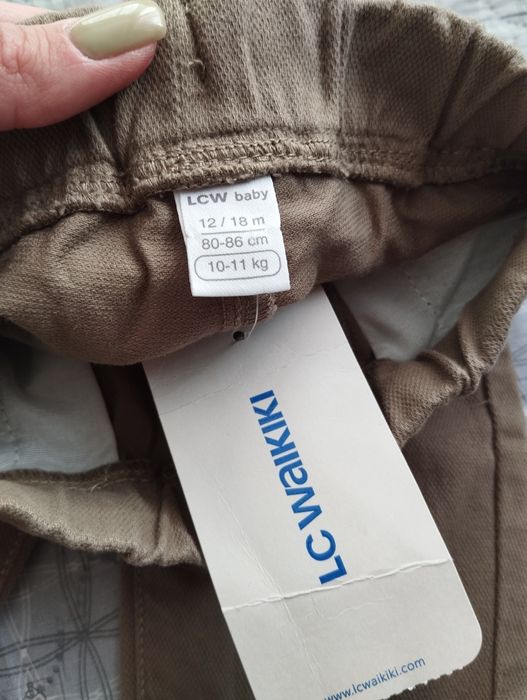 LCW baby
12 / 18 m
80-86 cm
10-11 kg
LC WAIKIKI
www.lcwaikiki.com